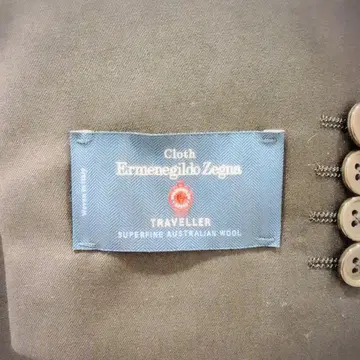 Cloth
Ermenegildo Zegna
TRAVELLER
SUPERFINE AUSTRALIAN WOOL